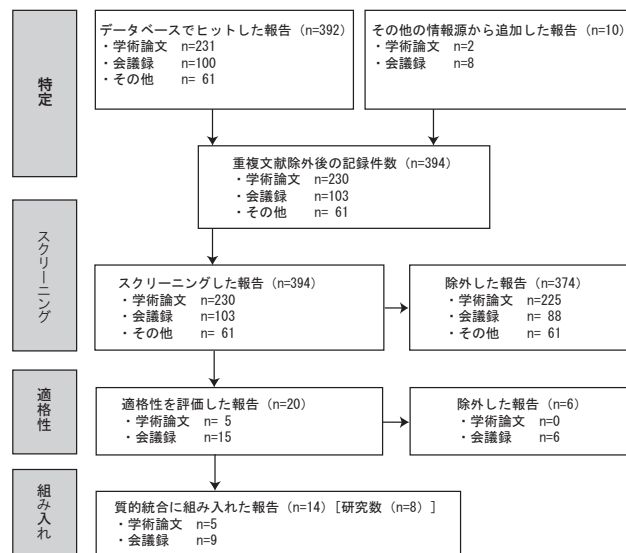 特定
データベースでヒットした報告（n=392）
・学術論文 n=231
・会議録 n=100
・その他 n= 61
その他の情報源から追加した報告（n=10）
・学術論文 n=2
・会議録 n=8
重複文献除外後の記録件数（n=394）
・学術論文 n=230
・会議録 n=103
・その他 n= 61
スクリーニング
スクリーニングした報告（n=394）
・学術論文 n=230
・会議録 n=103
・その他 n= 61
除外した報告（n=374）
・学術論文 n=225
・会議録 n= 88
・その他 n= 61
適格性
適格性を評価した報告（n=20）
・学術論文 n= 5
・会議録 n=15
除外した報告（n=6）
・学術論文 n=0
・会議録 n=6
組み入れ
質的統合に組み入れた報告（n=14）［研究数（n=8）］
・学術論文 n=5
・会議録 n=9